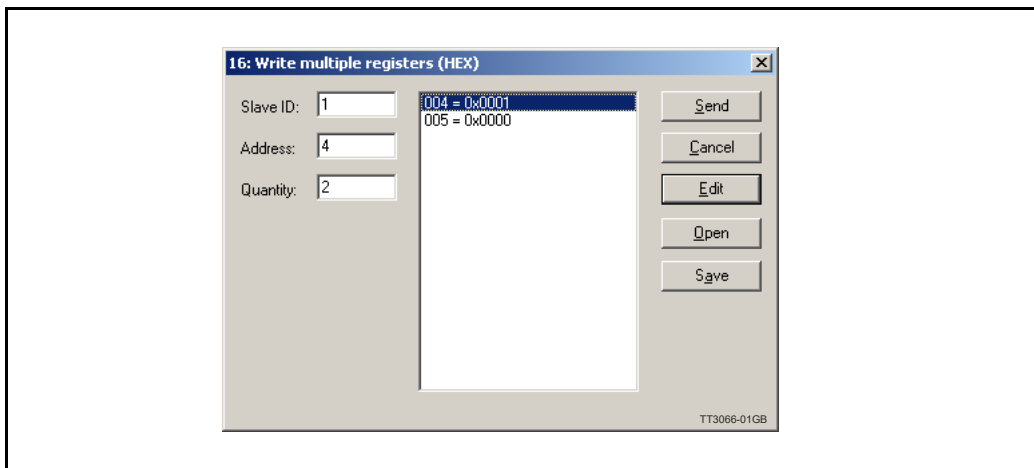 16: Write multiple registers (HEX)
Slave ID: 1
Address: 4
Quantity: 2
004 = 0x0001
005 = 0x0000
Send
Cancel
Edit
Open
Save
TT3066-01GB